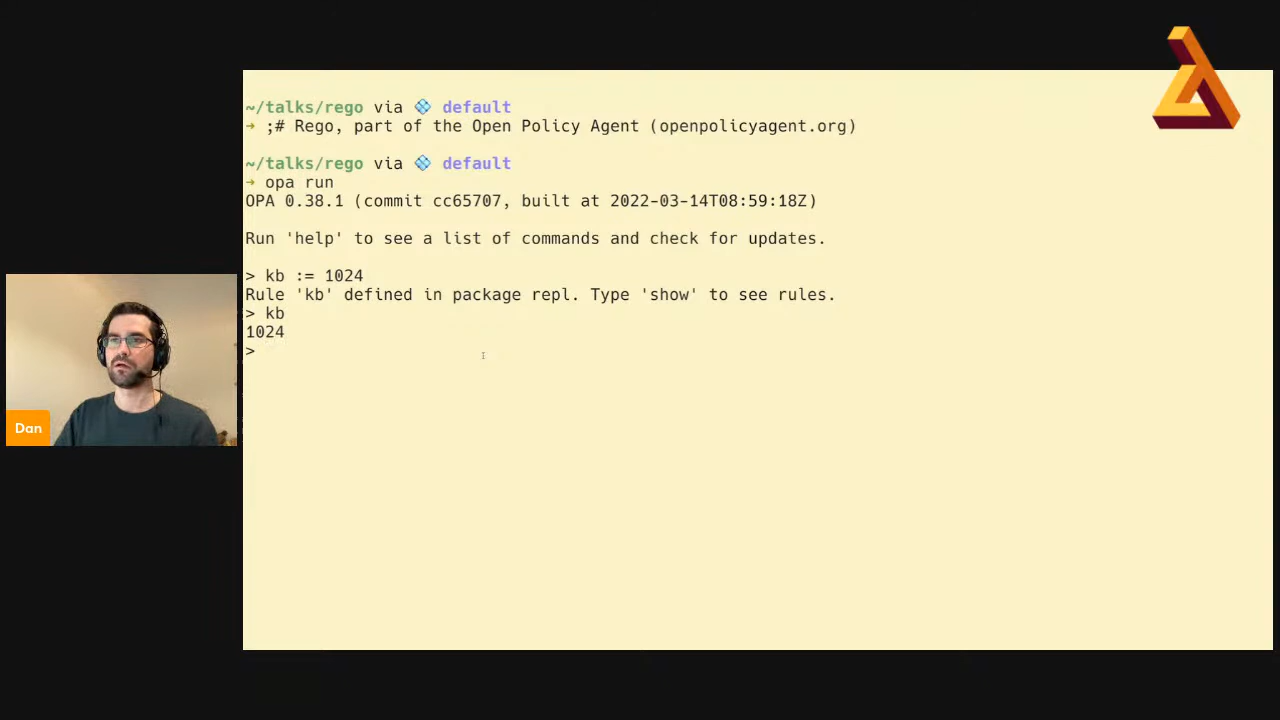 ~/talks/rego via 💠 default
➜ ;# Rego, part of the Open Policy Agent (openpolicyagent.org)
~/talks/rego via 💠 default
➜ opa run
OPA 0.38.1 (commit cc65707, built at 2022-03-14T08:59:18Z)
Run 'help' to see a list of commands and check for updates.
> kb := 1024
Rule 'kb' defined in package repl. Type 'show' to see rules.
> kb
1024
>
Dan